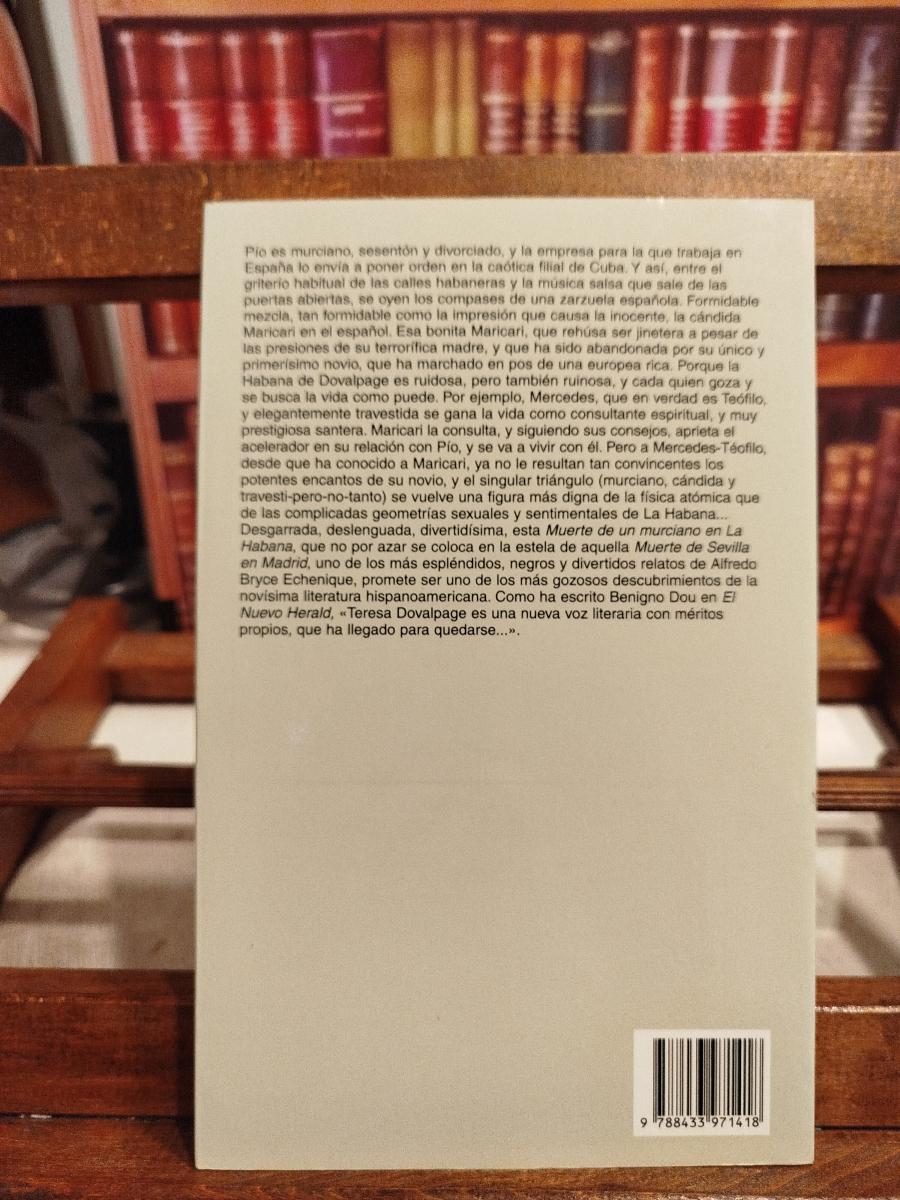 Pío es murciano, sesentón y divorciado, y la empresa para la que trabaja en
España lo envía a poner orden en la caótica filial de Cuba. Y así, entre el
griterío habitual de las calles habaneras y la música salsa que sale de las
puertas abiertas, se oyen los compases de una zarzuela española. Formidable
mezcla, tan formidable como la impresión que causa la inocente, la cándida
Maricari en el español. Esa bonita Maricari, que rehúsa ser jinetera a pesar de
las presiones de su terrorífica madre, y que ha sido abandonada por su único y
primerísimo novio, que ha marchado en pos de una europea rica. Porque la
Habana de Dovalpage es ruidosa, pero también ruinosa, y cada quien goza y
se busca la vida como puede. Por ejemplo, Mercedes, que en verdad es Teófilo,
y elegantemente travestida se gana la vida como consultante espiritual, y muy
prestigiosa santera. Maricari la consulta, y siguiendo sus consejos, aprieta el
acelerador en su relación con Pío, y se va a vivir con él. Pero a Mercedes-Téofilo,
desde que ha conocido a Maricari, ya no le resultan tan convincentes los
potentes encantos de su novio, y el singular triángulo (murciano, cándida y
travesti-pero-no-tanto) se vuelve una figura más digna de la física atómica que
de las complicadas geometrías sexuales y sentimentales de La Habana...
Desgarrada, deslenguada, divertidísima, esta Muerte de un murciano en La
Habana, que no por azar se coloca en la estela de aquella Muerte de Sevilla
en Madrid, uno de los más espléndidos, negros y divertidos relatos de Alfredo
Bryce Echenique, promete ser uno de los más gozosos descubrimientos de la
novísima literatura hispanoamericana. Como ha escrito Benigno Dou en El
Nuevo Herald, «Teresa Dovalpage es una nueva voz literaria con méritos
propios, que ha llegado para quedarse...».
9 788433 971418